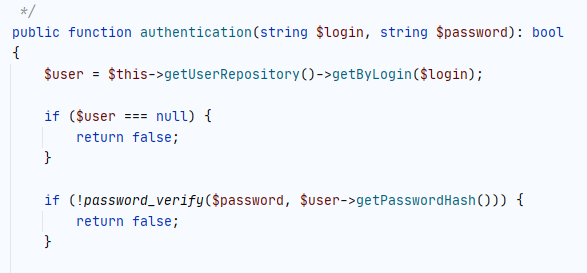 */
public function authentication(string $login, string $password): bool
{
    $user = $this->getUserRepository()->getByLogin($login);

    if ($user === null) {
        return false;
    }

    if (!password_verify($password, $user->getPasswordHash())) {
        return false;
    }